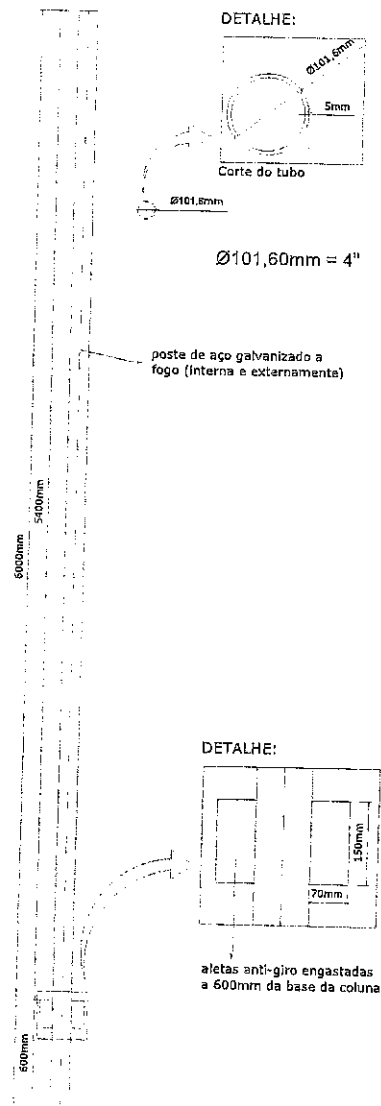 DETALHE:
Ø101,6mm
5mm
Corte do tubo
Ø101,6mm
Ø101,60mm = 4"
poste de aço galvanizado a
fogo (interna e externamente)
5400mm
6000mm
DETALHE:
150mm
70mm
aletas anti-giro engastadas
a 600mm da base da coluna
600mm